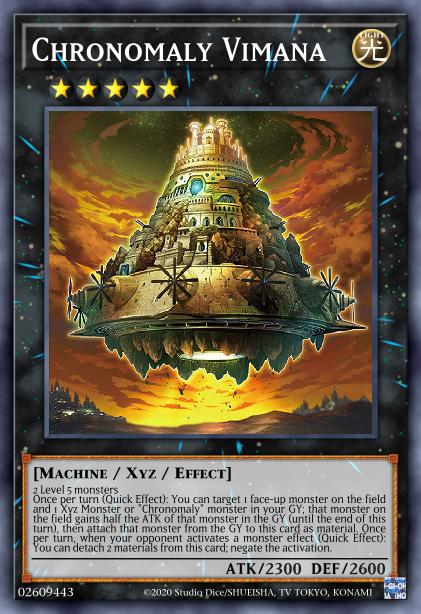 CHRONOMALY VIMANA
LIGHT
光
[MACHINE / XYZ / EFFECT]
2 Level 5 monsters
Once per turn (Quick Effect): You can target 1 face-up monster on the field
and 1 Xyz Monster or "Chronomaly" monster in your GY; that monster on
the field gains half the ATK of that monster in the GY (until the end of this
turn), then attach that monster from the GY to this card as material. Once
per turn, when your opponent activates a monster effect (Quick Effect):
You can detach 2 materials from this card; negate the activation.
ATK/2300 DEF/2600
02609443
©2020 Studio Dice/SHUEISHA, TV TOKYO, KONAMI